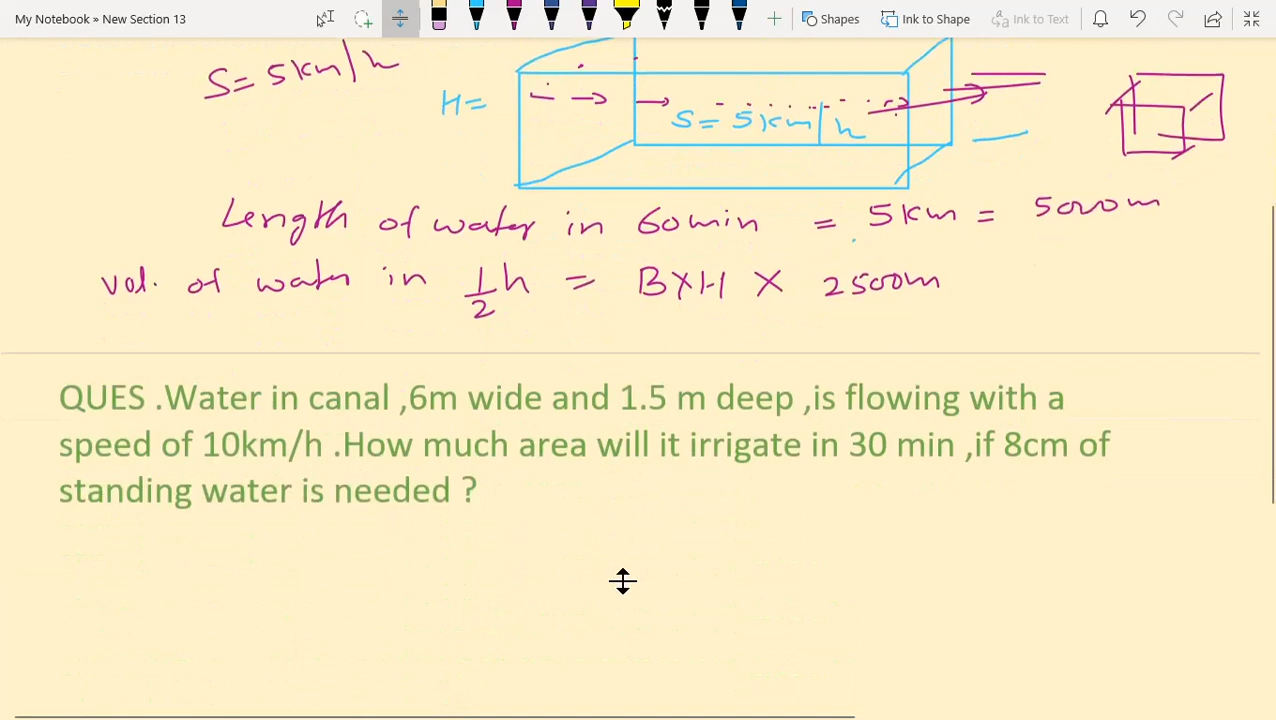 My Notebook » New Section 13
Shapes
Ink to Shape
Ink to Text
S= 5km/h
H=
S= 5km/h
Length of water in 60min = 5km = 5000m
vol. of water in 1/2 h = BXH X 2500m
QUES .Water in canal ,6m wide and 1.5 m deep ,is flowing with a
speed of 10km/h .How much area will it irrigate in 30 min ,if 8cm of
standing water is needed ?